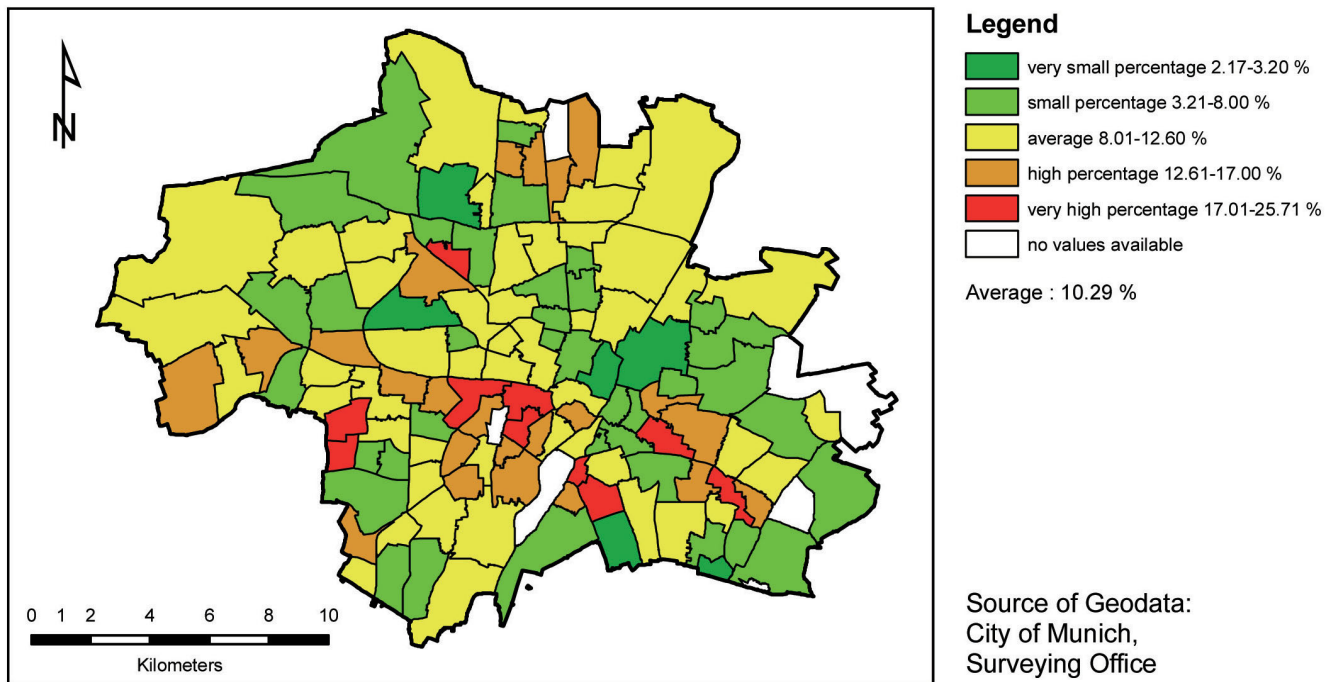 N
0 1 2 4 6 8 10
Kilometers
Legend
very small percentage 2.17-3.20 %
small percentage 3.21-8.00 %
average 8.01-12.60 %
high percentage 12.61-17.00 %
very high percentage 17.01-25.71 %
no values available
Average : 10.29 %
Source of Geodata:
City of Munich,
Surveying Office